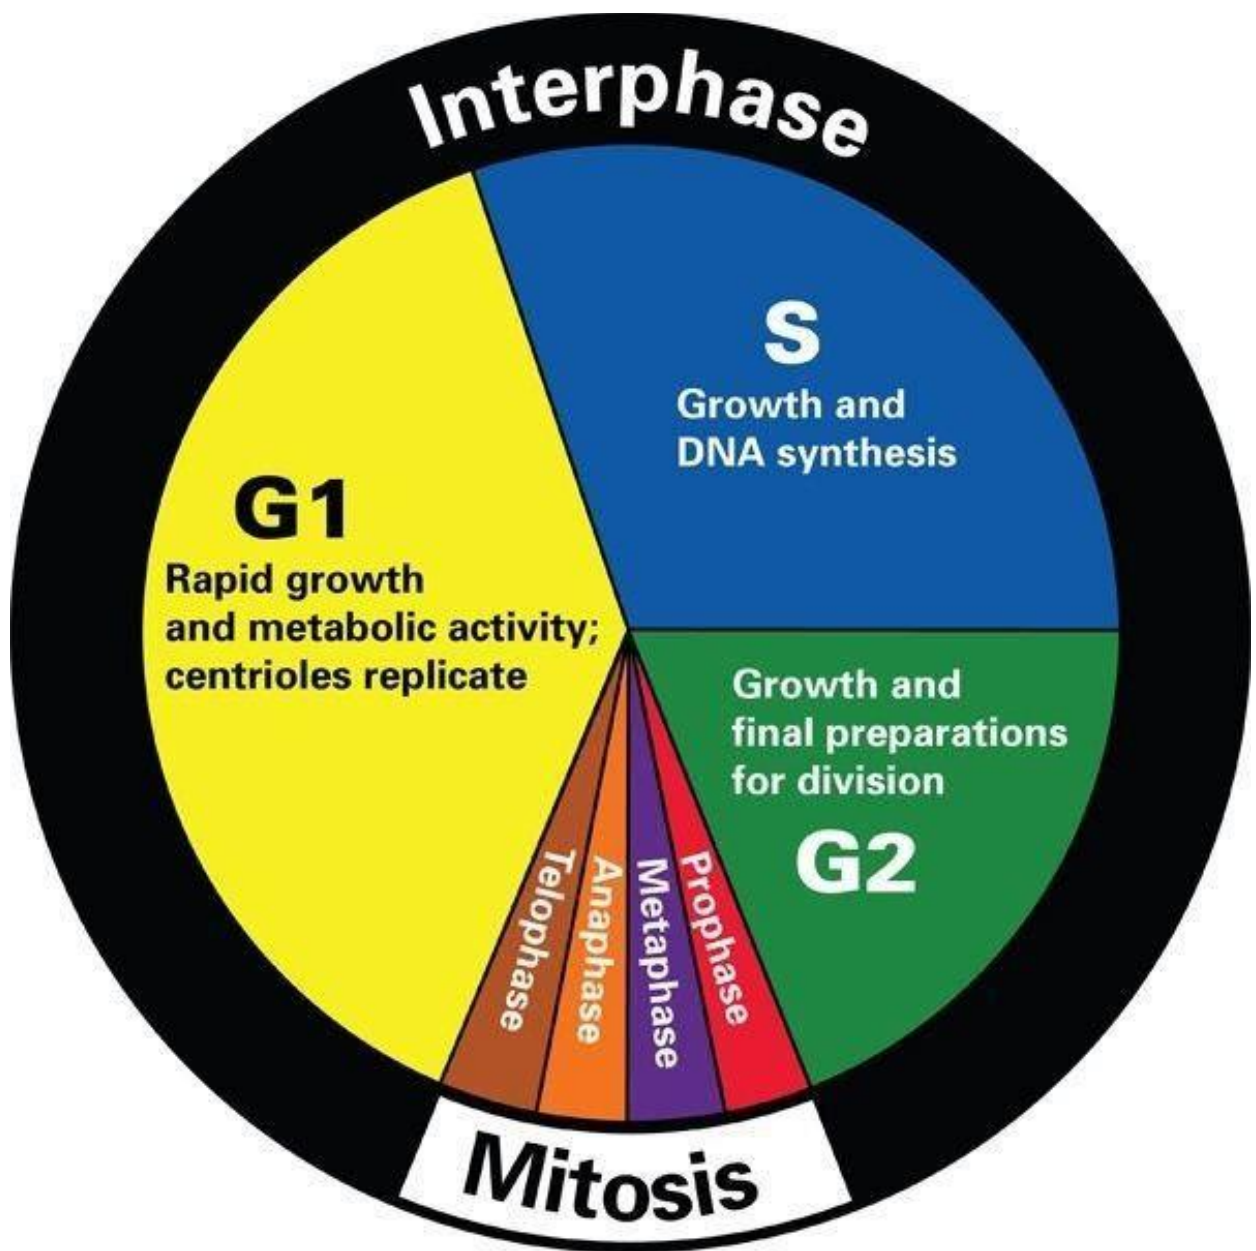 Interphase
S
Growth and
DNA synthesis
G1
Rapid growth
and metabolic activity;
centrioles replicate
Growth and
final preparations
for division
G2
Telophase
Anaphase
Metaphase
Prophase
Mitosis